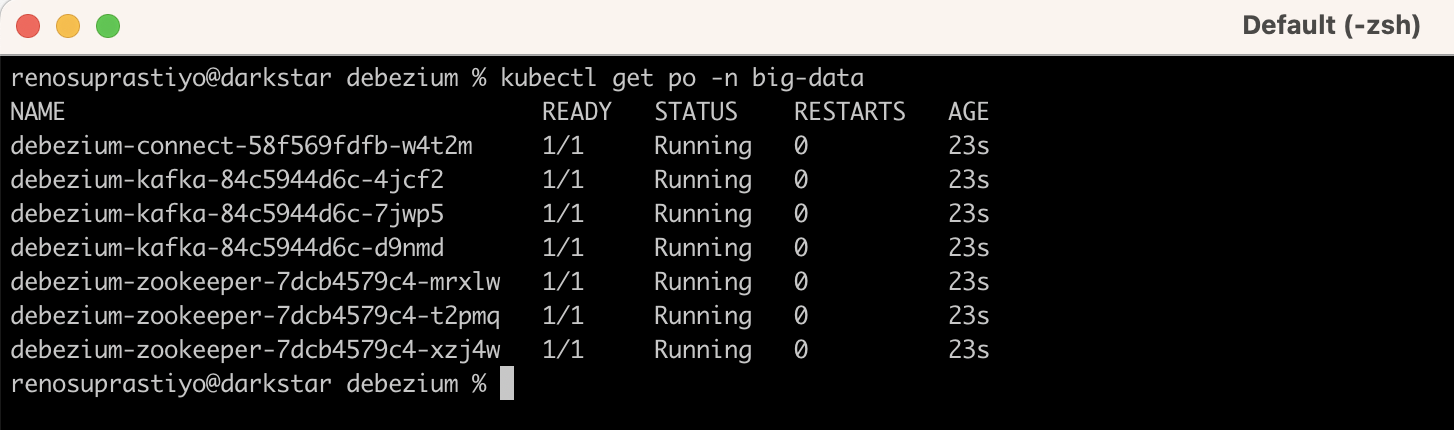 Default (-zsh)
renosuprastiyo@darkstar debezium % kubectl get po -n big-data
NAME READY STATUS RESTARTS AGE
debezium-connect-58f569fdfb-w4t2m 1/1 Running 0 23s
debezium-kafka-84c5944d6c-4jcf2 1/1 Running 0 23s
debezium-kafka-84c5944d6c-7jwp5 1/1 Running 0 23s
debezium-kafka-84c5944d6c-d9nmd 1/1 Running 0 23s
debezium-zookeeper-7dcb4579c4-mrxlw 1/1 Running 0 23s
debezium-zookeeper-7dcb4579c4-t2pmq 1/1 Running 0 23s
debezium-zookeeper-7dcb4579c4-xzj4w 1/1 Running 0 23s
renosuprastiyo@darkstar debezium %